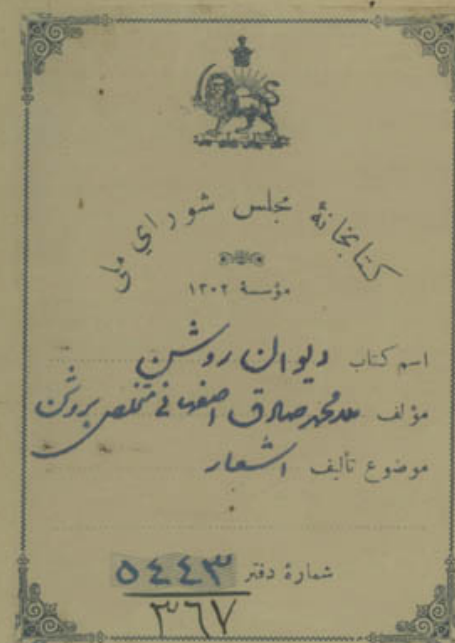 کتابخانهٔ مجلس شورای ملی
مؤسسهٔ ۱۳۰۲
اسم کتاب دیوان روشن
مؤلف محمد صادق اصفهانی متخلص بروشن
موضوع تألیف اشعار
شمارهٔ دفتر ۵۴۴۳
۳۶۷